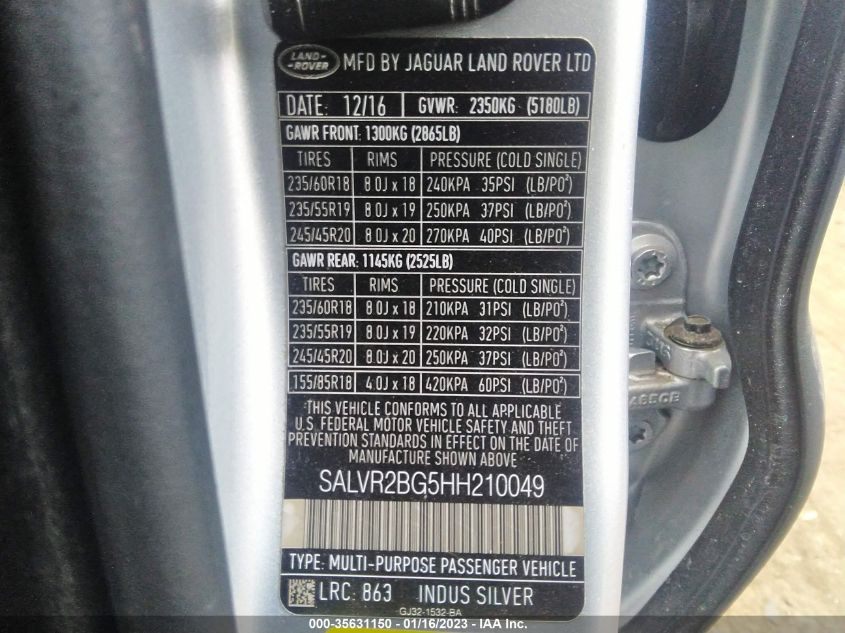 LAND-
-ROVER
MFD BY JAGUAR LAND ROVER LTD
DATE: 12/16 GVWR: 2350KG (5180LB)
GAWR FRONT: 1300KG (2865LB)
TIRES RIMS PRESSURE (COLD SINGLE)
235/60R18 8.0J x 18 240KPA 35PSI (LB/PO²)
235/55R19 8.0J x 19 250KPA 37PSI (LB/PO²)
245/45R20 8.0J x 20 270KPA 40PSI (LB/PO²)
GAWR REAR: 1145KG (2525LB)
TIRES RIMS PRESSURE (COLD SINGLE)
235/60R18 8.0J x 18 210KPA 31PSI (LB/PO²)
235/55R19 8.0J x 19 220KPA 32PSI (LB/PO²)
245/45R20 8.0J x 20 250KPA 37PSI (LB/PO²)
155/85R18 4.0J x 18 420KPA 60PSI (LB/PO²)
THIS VEHICLE CONFORMS TO ALL APPLICABLE
U.S. FEDERAL MOTOR VEHICLE SAFETY AND THEFT
PREVENTION STANDARDS IN EFFECT ON THE DATE OF
MANUFACTURE SHOWN ABOVE
SALVR2BG5HH210049
TYPE: MULTI-PURPOSE PASSENGER VEHICLE
LRC: 863 INDUS SILVER
GJ32-1532-BA
000-35631150 - 01/16/2023 - IAA Inc.